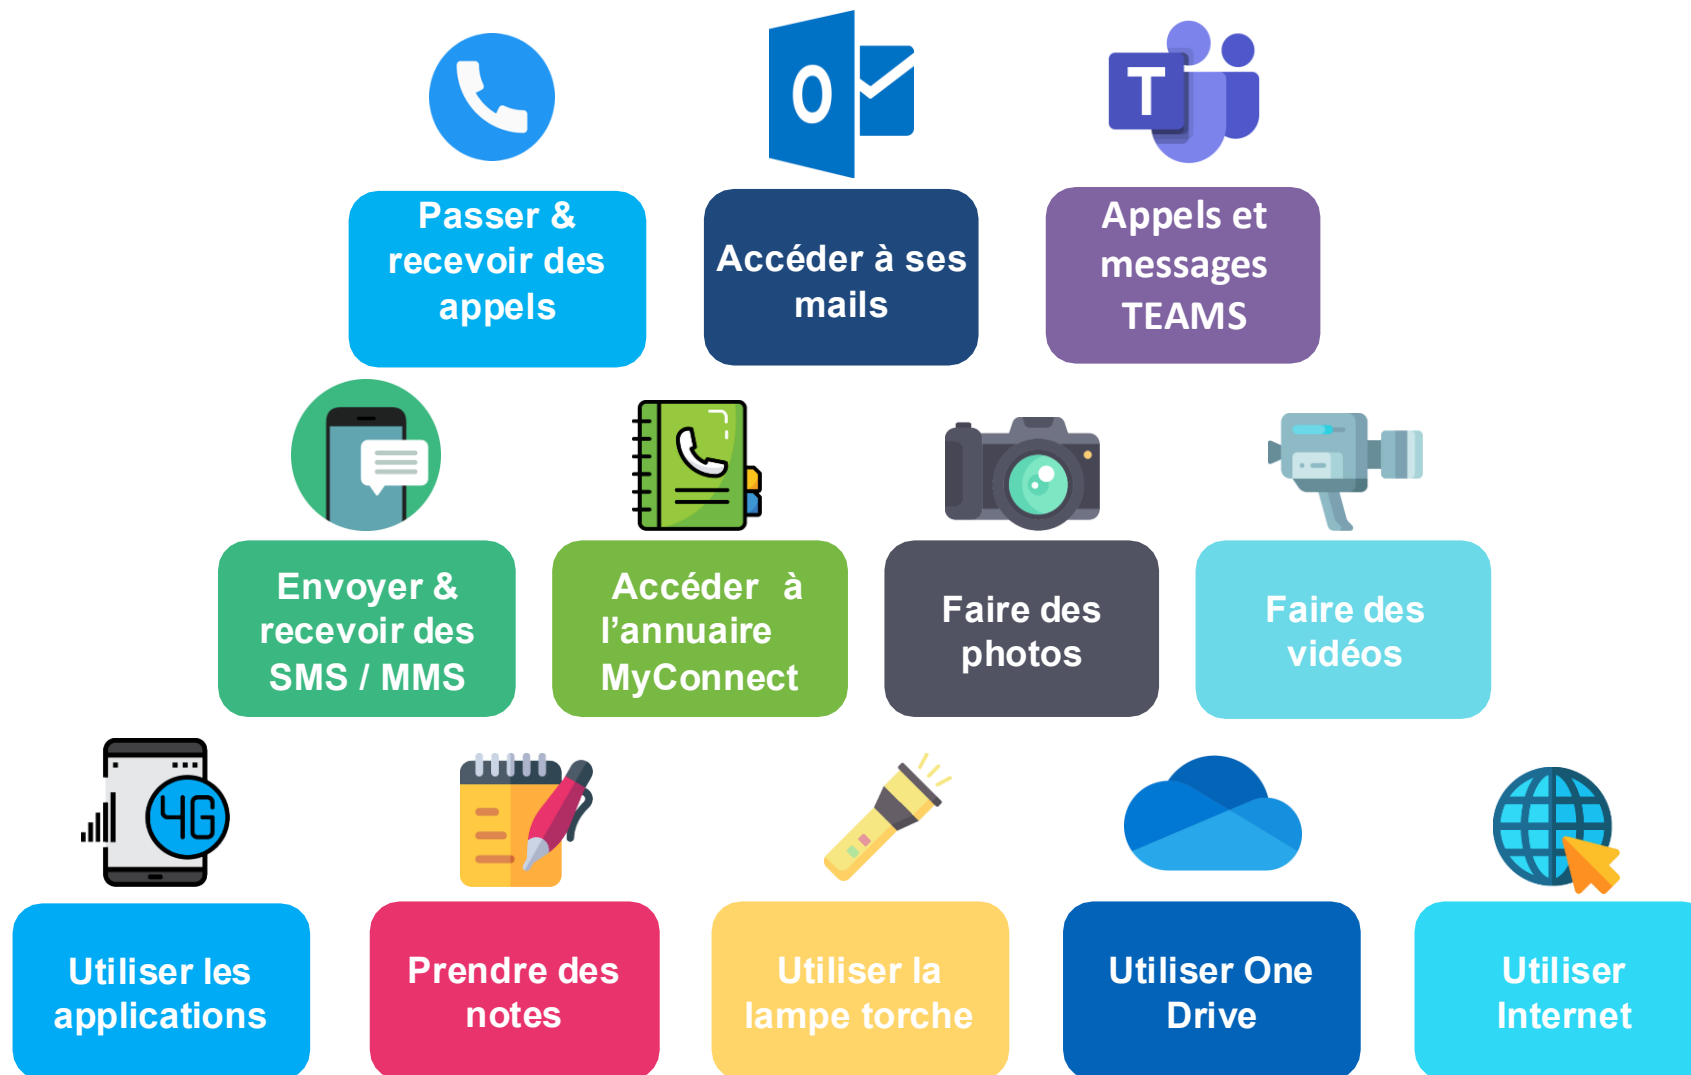 O
T
Passer &
recevoir des
appels
Accéder à ses
mails
Appels et
messages
TEAMS
Envoyer &
recevoir des
SMS / MMS
Accéder à
l’annuaire
MyConnect
Faire des
photos
Faire des
vidéos
4G
Utiliser les
applications
Prendre des
notes
Utiliser la
lampe torche
Utiliser One
Drive
Utiliser
Internet